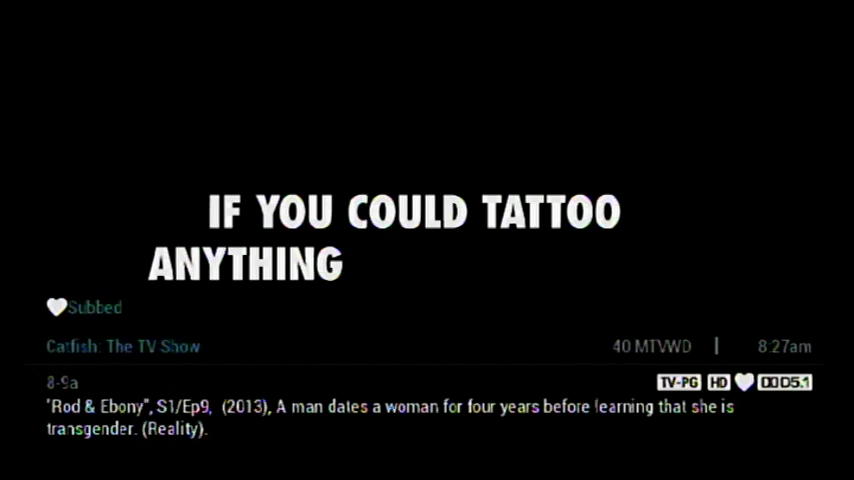 IF YOU COULD TATTOO
ANYTHING
Subbed
Catfish: The TV Show 40 MTVWD | 8:27am
8-9a TV-PG HD DD5.1
"Rod & Ebony", S1/Ep9, (2013), A man dates a woman for four years before learning that she is
transgender. (Reality).